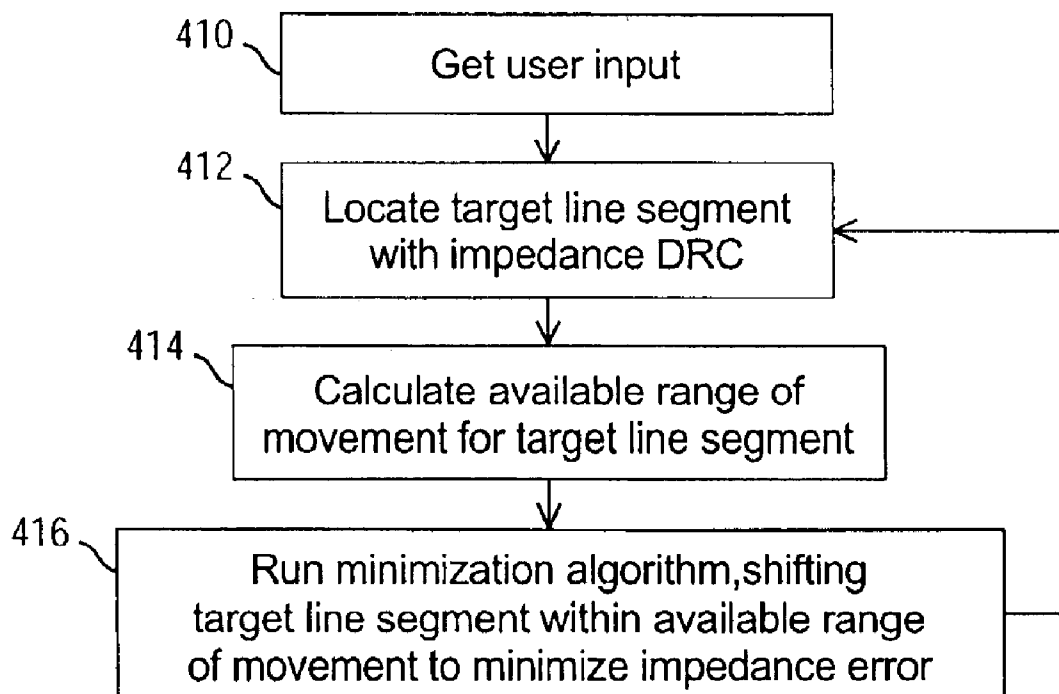 410
Get user input
412
Locate target line segment
with impedance DRC
414
Calculate available range of
movement for target line segment
416
Run minimization algorithm,shifting
target line segment within available range
of movement to minimize impedance error